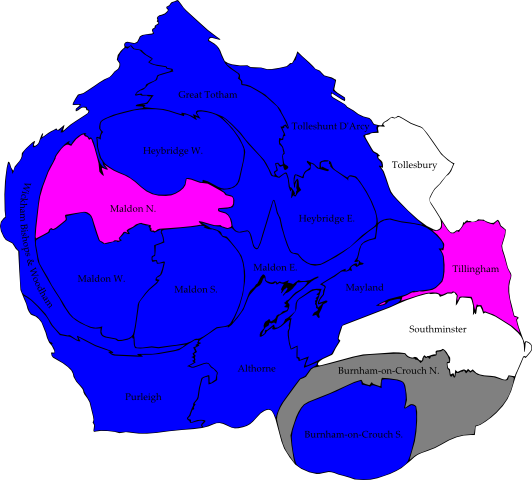 Great Totham
Tolleshunt D'Arcy
Heybridge W.
Tollesbury
Maldon N.
Heybridge E.
Wickham Bishops & Woodham
Maldon W.
Maldon S.
Maldon E.
Mayland
Tillingham
Southminster
Althorne
Burnham-on-Crouch N.
Purleigh
Burnham-on-Crouch S.